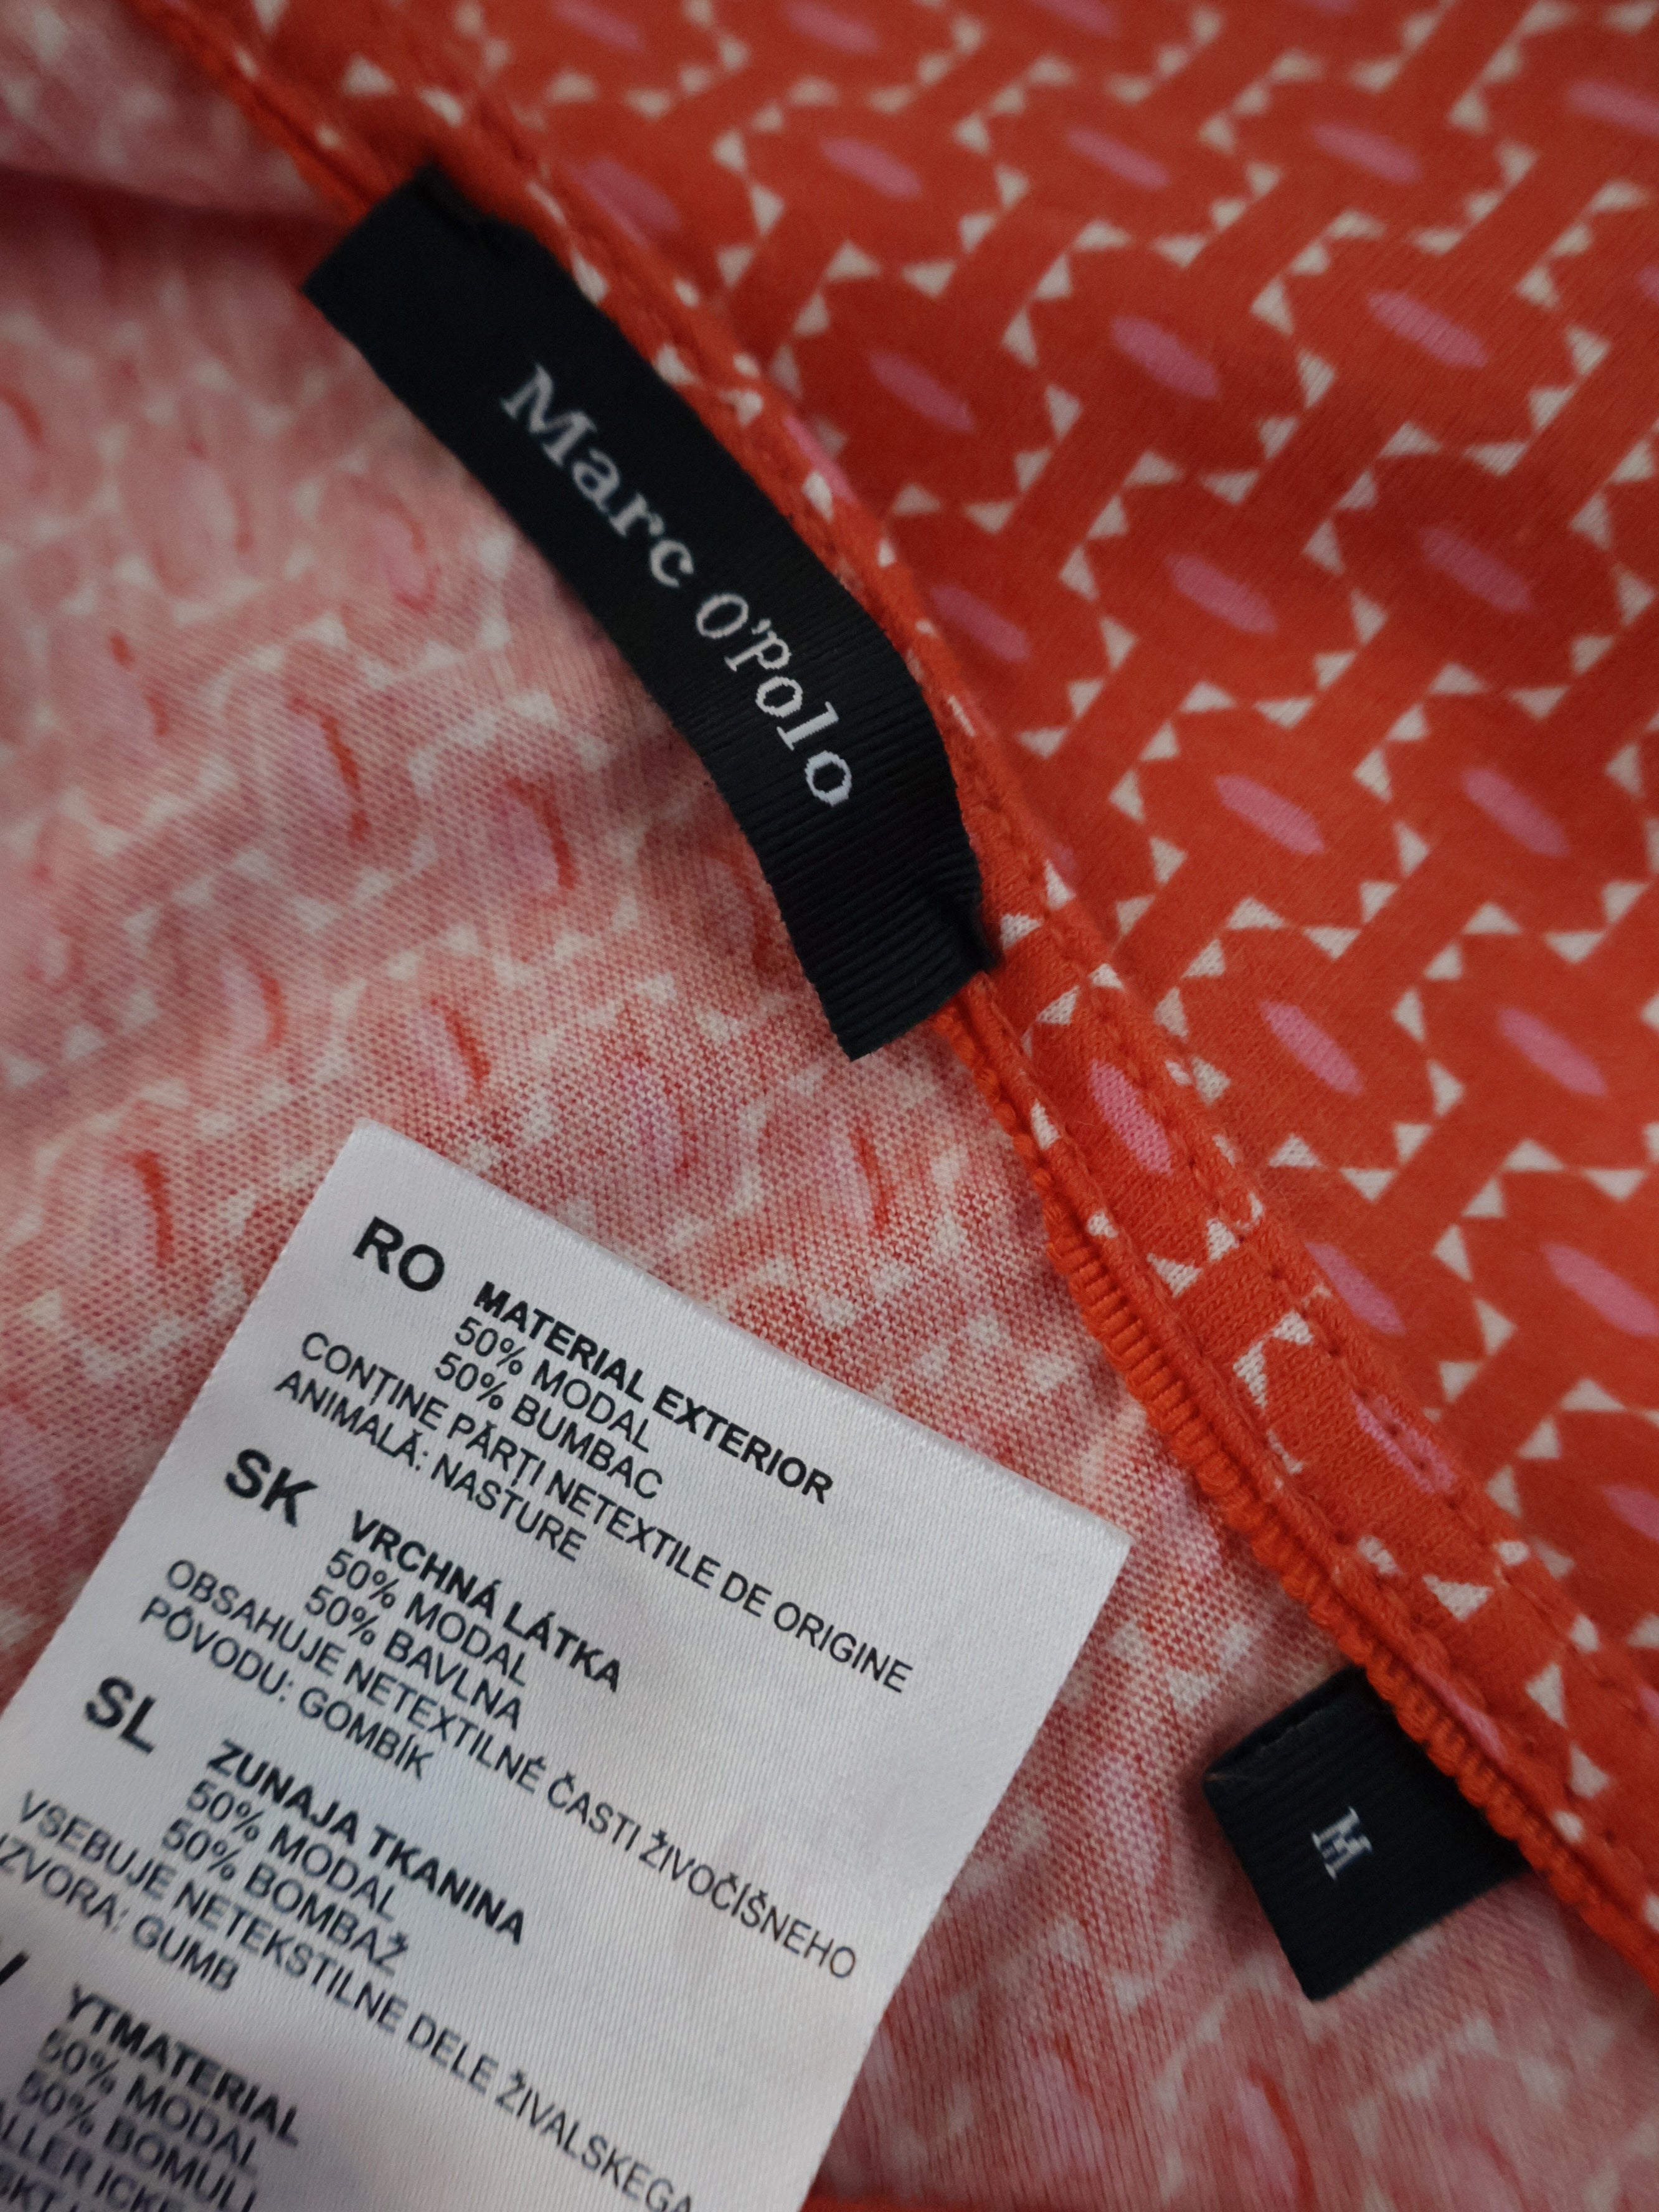 Marc O'Polo
RO
MATERIAL EXTERIOR
50% MODAL
50% BUMBAC
CONȚINE PĂRȚI NETEXTILE DE ORIGINE
ANIMALĂ: NASTURE
SK
VRCHNÁ LÁTKA
50% MODAL
50% BAVLNA
OBSAHUJE NETEXTILNÉ ČASTI ŽIVOČÍŠNEHO
PÔVODU: GOMBÍK
SL
ZUNAJA TKANINA
50% MODAL
50% BOMBAŽ
VSEBUJE NETEKSTILNE DELE ŽIVALSKEGA
IZVORA: GUMB
YTMATERIAL
50% MODAL
50% BOMULL
M